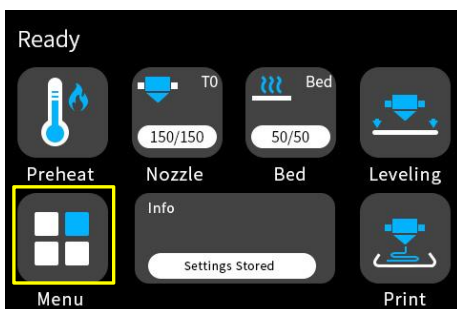 Ready
T0
Bed
150/150
50/50
Preheat
Nozzle
Bed
Leveling
Info
Settings Stored
Menu
Print